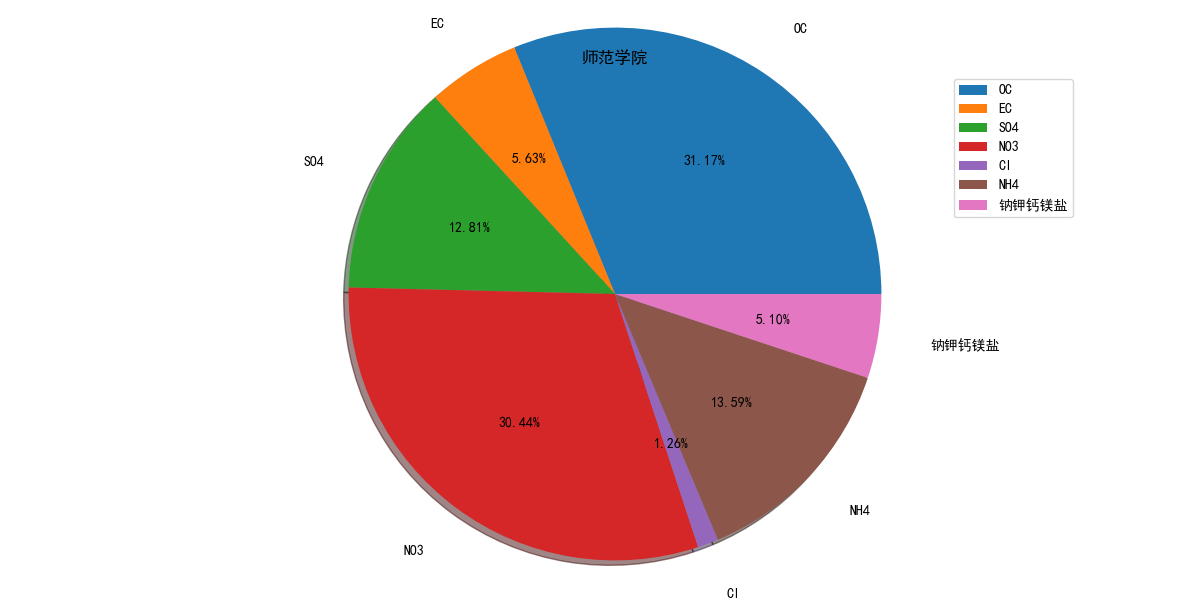 EC
OC
师范学院
OC
EC
SO4
NO3
Cl
NH4
钠钾钙镁盐
SO4
5.63%
31.17%
12.81%
5.10%
钠钾钙镁盐
13.59%
30.44%
1.26%
NH4
NO3
Cl